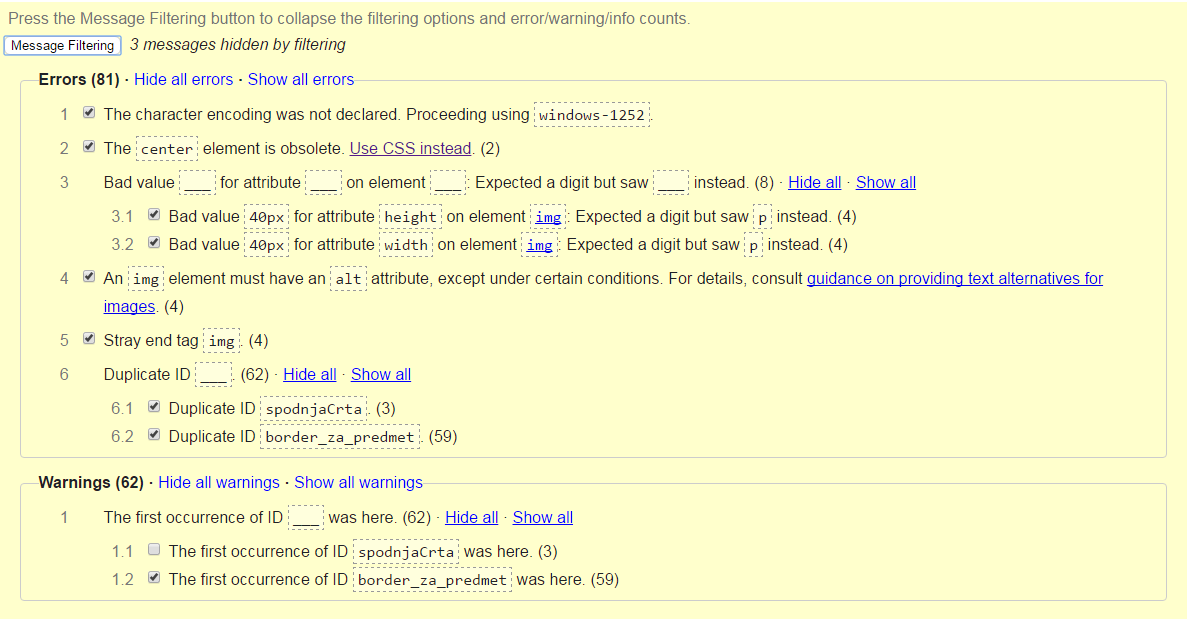 Press the Message Filtering button to collapse the filtering options and error/warning/info counts.
Message Filtering 3 messages hidden by filtering
Errors (81) · Hide all errors · Show all errors
1 The character encoding was not declared. Proceeding using windows-1252.
2 The center element is obsolete. Use CSS instead. (2)
3 Bad value ___ for attribute ___ on element ___: Expected a digit but saw ___ instead. (8) · Hide all · Show all
3.1 Bad value 40px for attribute height on element img: Expected a digit but saw p instead. (4)
3.2 Bad value 40px for attribute width on element img: Expected a digit but saw p instead. (4)
4 An img element must have an alt attribute, except under certain conditions. For details, consult guidance on providing text alternatives for
images. (4)
5 Stray end tag img. (4)
6 Duplicate ID ___. (62) · Hide all · Show all
6.1 Duplicate ID spodnjaCrta. (3)
6.2 Duplicate ID border_za_predmet. (59)
Warnings (62) · Hide all warnings · Show all warnings
1 The first occurrence of ID ___ was here. (62) · Hide all · Show all
1.1 The first occurrence of ID spodnjaCrta was here. (3)
1.2 The first occurrence of ID border_za_predmet was here. (59)